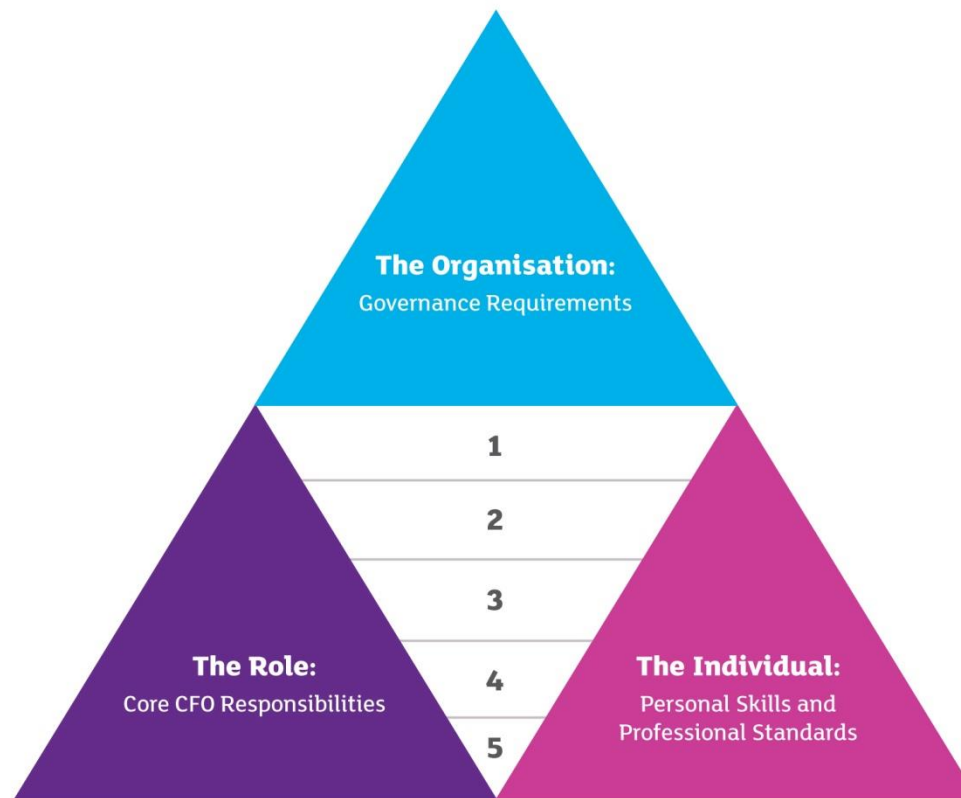 The Organisation:
Governance Requirements
1
2
3
4
5
The Role:
Core CFO Responsibilities
The Individual:
Personal Skills and
Professional Standards